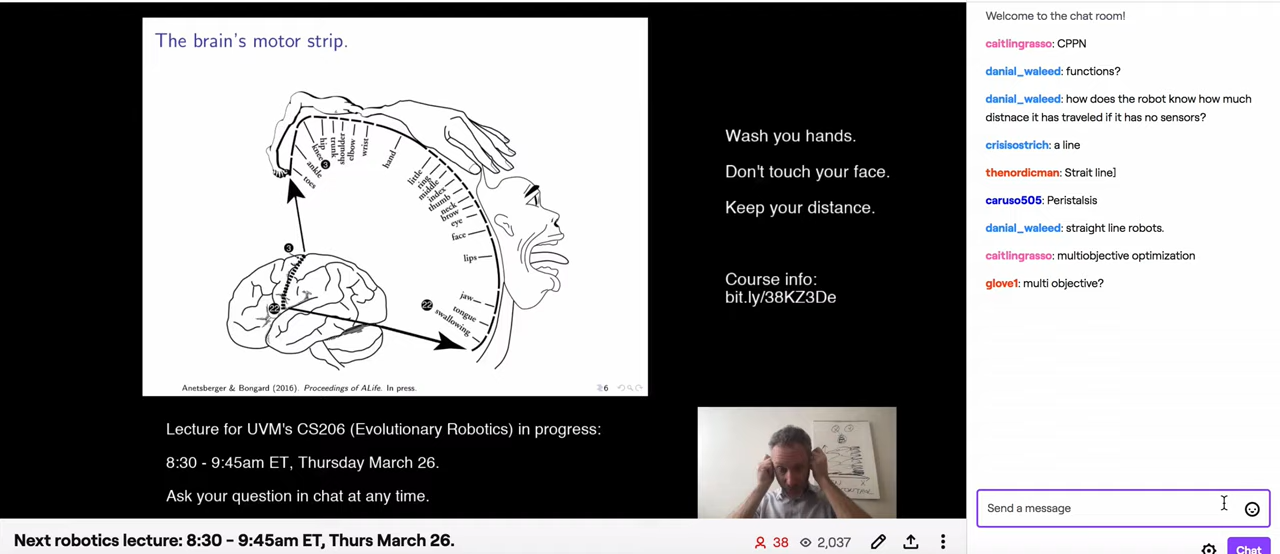 The brain's motor strip.
toes
ankle
knee
3
hip
trunk
shoulder
elbow
wrist
hand
little
ring
middle
index
thumb
neck
brow
eye
face
lips
jaw
tongue
swallowing
3
22
22
Anetsberger & Bongard (2016). Proceedings of ALife. In press.
6
Wash you hands.
Don't touch your face.
Keep your distance.
Course info:
bit.ly/38KZ3De
Lecture for UVM's CS206 (Evolutionary Robotics) in progress:
8:30 - 9:45am ET, Thursday March 26.
Ask your question in chat at any time.
Next robotics lecture: 8:30 - 9:45am ET, Thurs March 26.
38
2,037
Welcome to the chat room!
caitlingrasso: CPPN
danial_waleed: functions?
danial_waleed: how does the robot know how much
distnace it has traveled if it has no sensors?
crisisostrich: a line
thenordicman: Strait line]
caruso505: Peristalsis
danial_waleed: straight line robots.
caitlingrasso: multiobjective optimization
glove1: multi objective?
Send a message
Chat